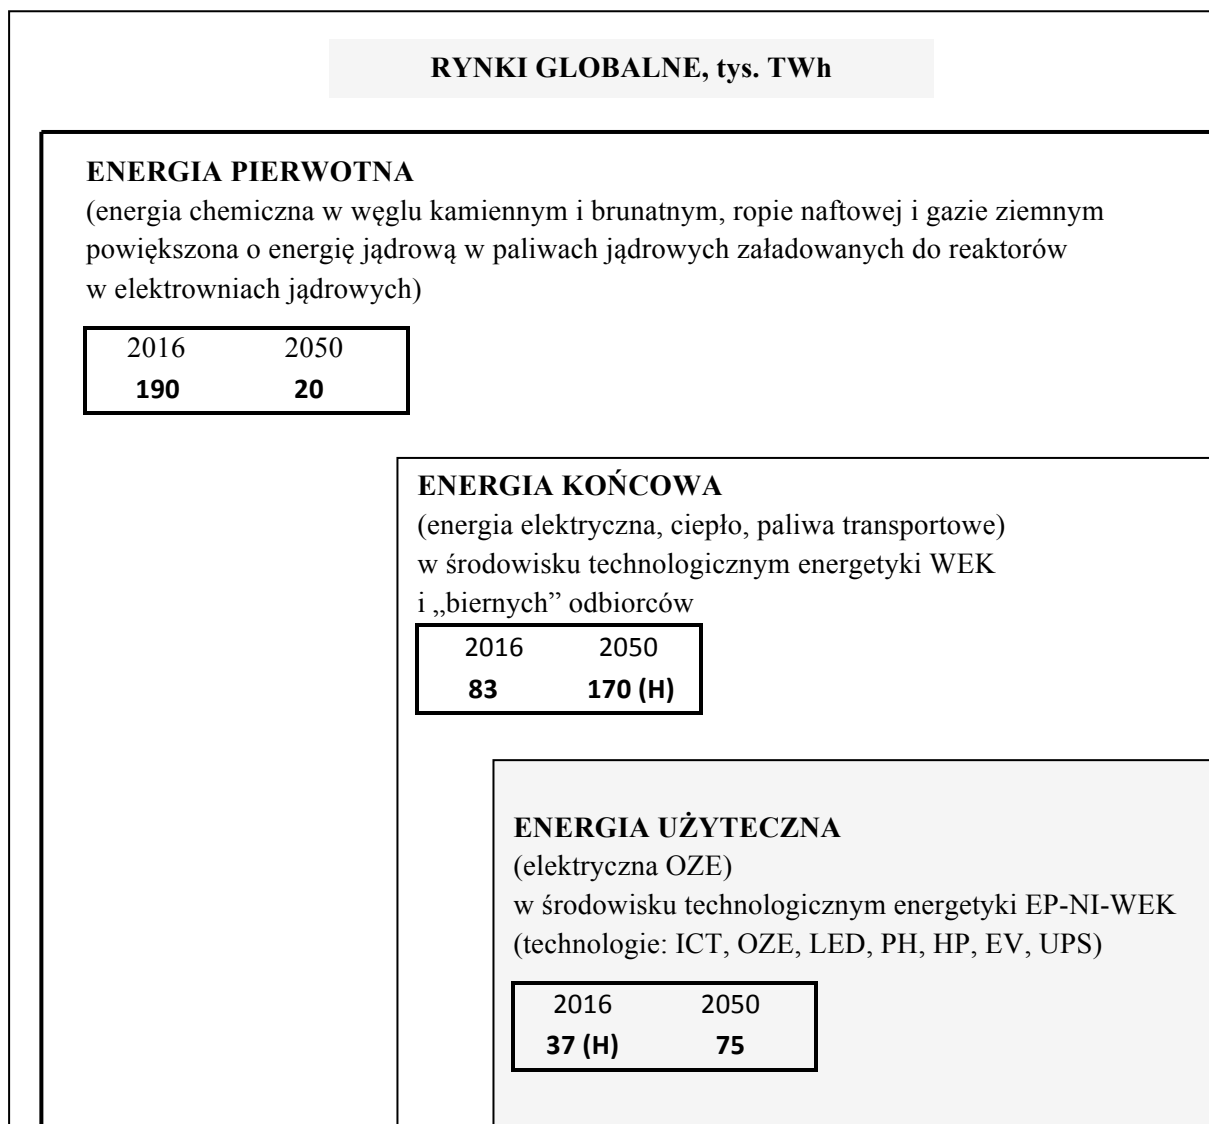 RYNKI GLOBALNE, tys. TWh
ENERGIA PIERWOTNA
(energia chemiczna w węglu kamiennym i brunatnym, ropie naftowej i gazie ziemnym
powiększona o energię jądrową w paliwach jądrowych załadowanych do reaktorów
w elektrowniach jądrowych)
2016 2050
190 20
ENERGIA KOŃCOWA
(energia elektryczna, ciepło, paliwa transportowe)
w środowisku technologicznym energetyki WEK
i „biernych” odbiorców
2016 2050
83 170 (H)
ENERGIA UŻYTECZNA
(elektryczna OZE)
w środowisku technologicznym energetyki EP-NI-WEK
(technologie: ICT, OZE, LED, PH, HP, EV, UPS)
2016 2050
37 (H) 75